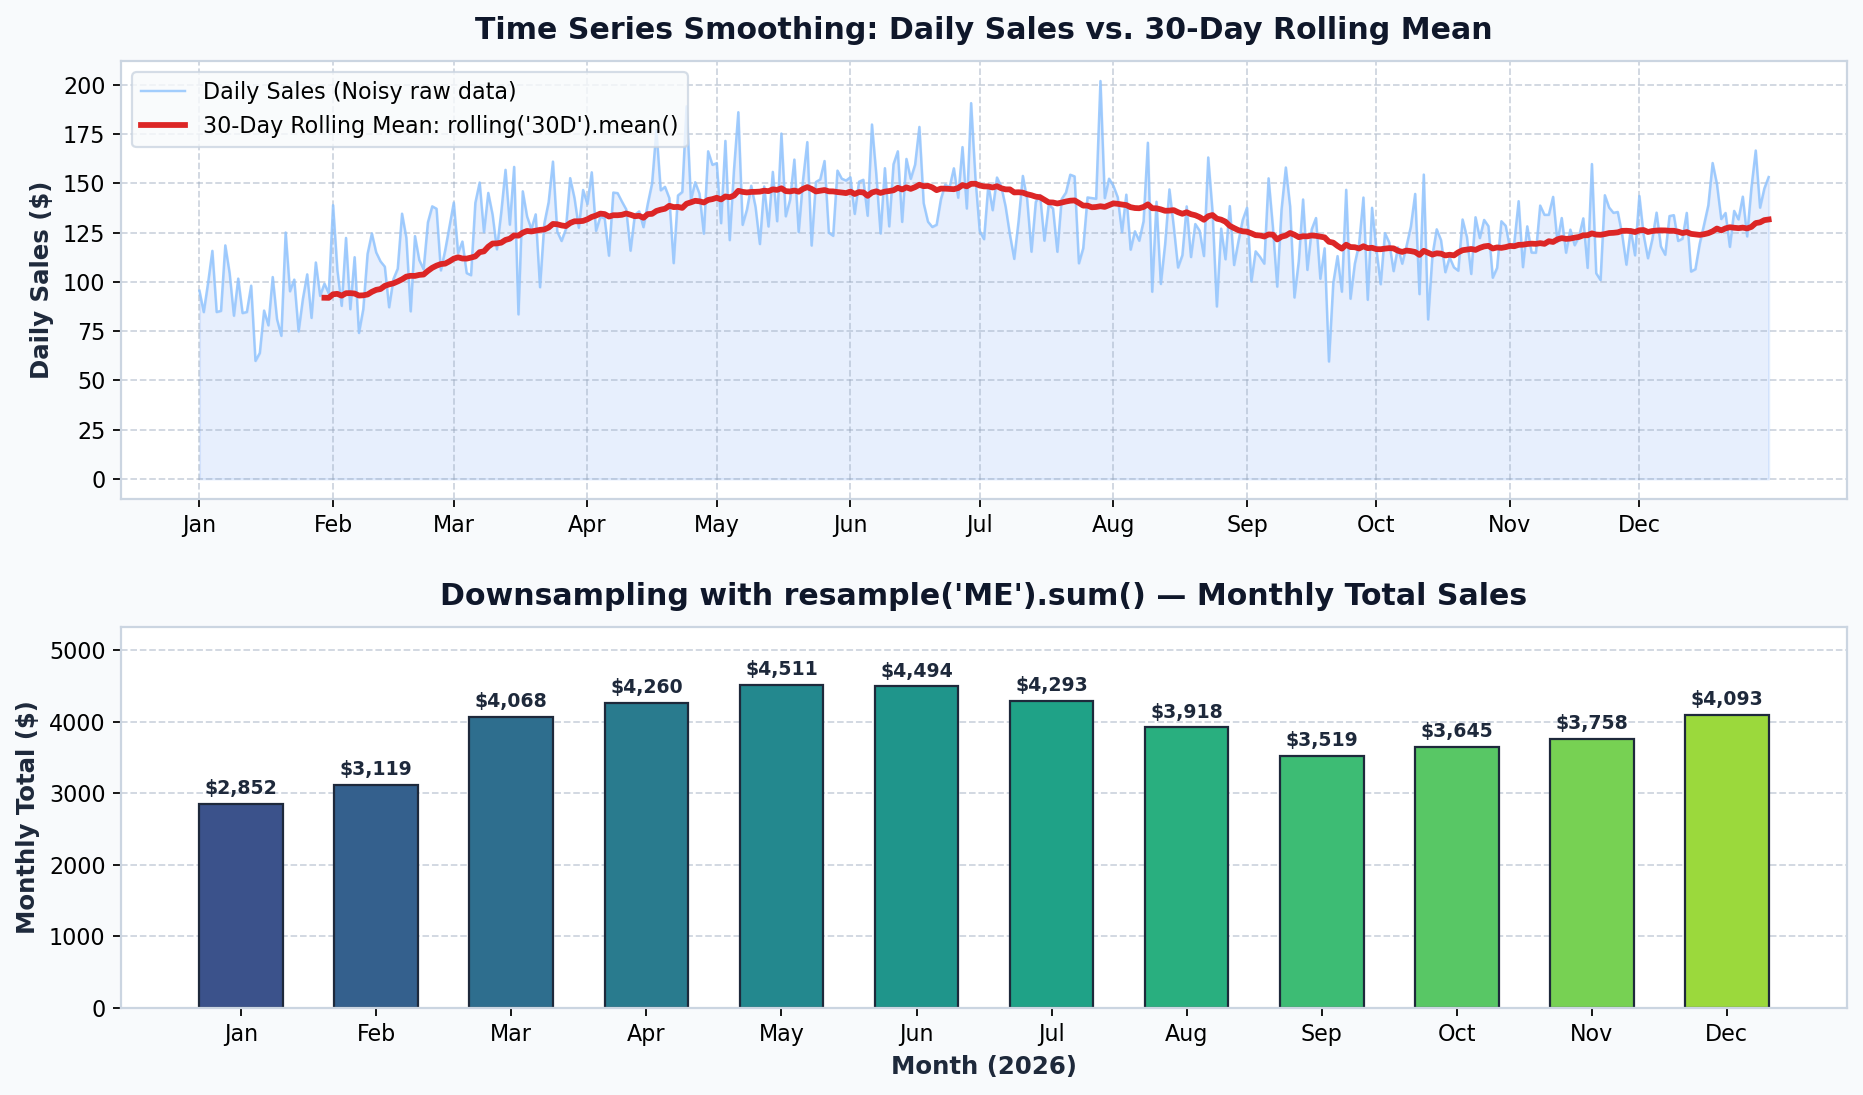 Time Series Smoothing: Daily Sales vs. 30-Day Rolling Mean
Daily Sales ($)
200
175
150
125
100
75
50
25
0
Daily Sales (Noisy raw data)
30-Day Rolling Mean: rolling('30D').mean()
Jan Feb Mar Apr May Jun Jul Aug Sep Oct Nov Dec
Downsampling with resample('ME').sum() — Monthly Total Sales
Monthly Total ($)
5000
4000
3000
2000
1000
0
$2,852 $3,119 $4,068 $4,260 $4,511 $4,494 $4,293 $3,918 $3,519 $3,645 $3,758 $4,093
Jan Feb Mar Apr May Jun Jul Aug Sep Oct Nov Dec
Month (2026)